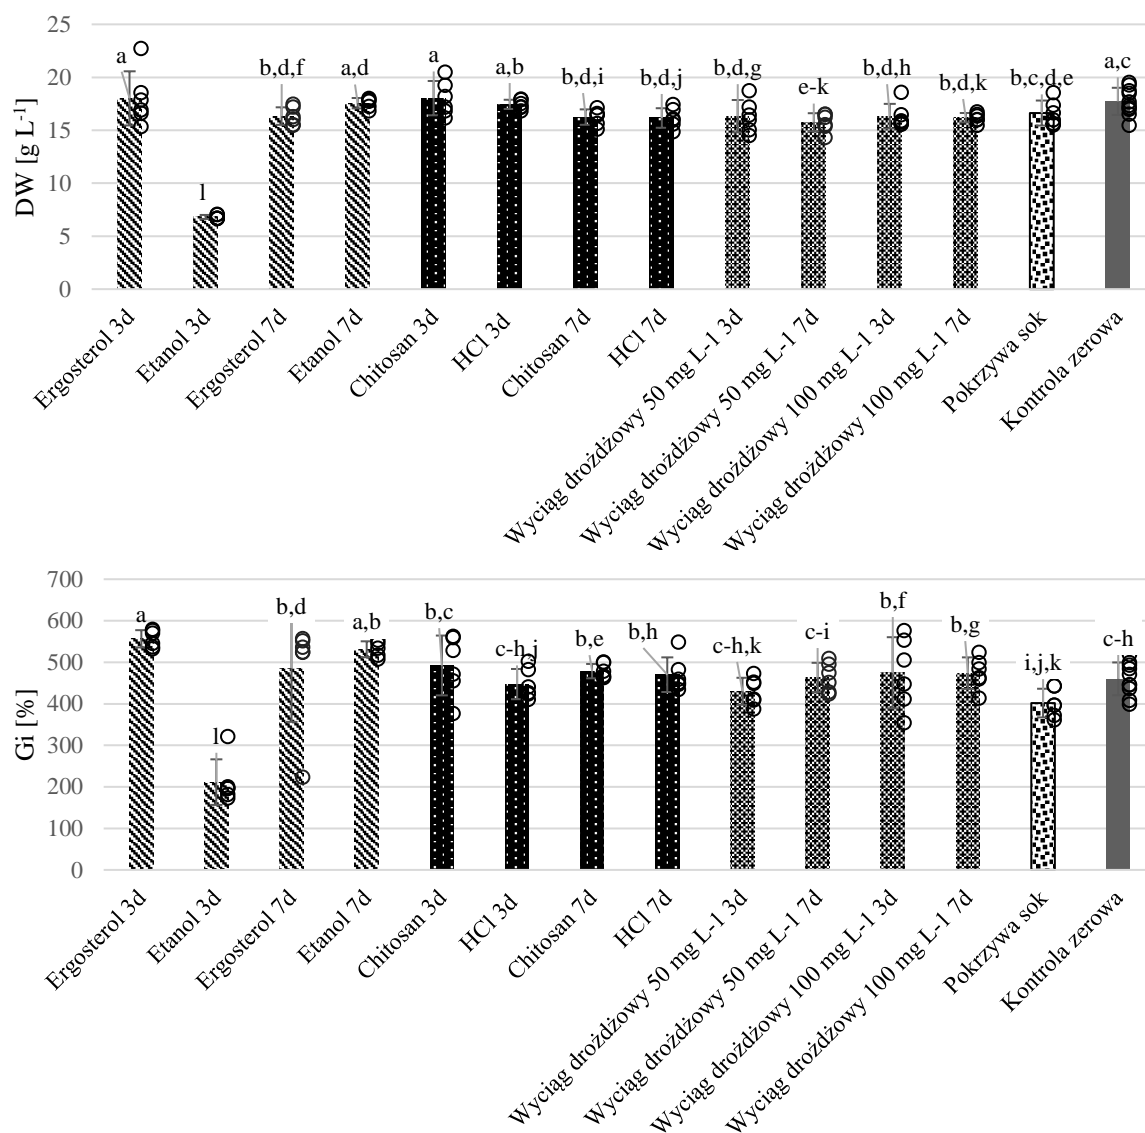 25
20
15
10
5
0
DW [g L-1]
a
l
b,d,f
a,d
a
a,b
b,d,i
b,d,j
b,d,g
e-k
b,d,h
b,d,k
b,c,d,e
a,c
Ergosterol 3d
Etanol 3d
Ergosterol 7d
Etanol 7d
Chitosan 3d
HCl 3d
Chitosan 7d
HCl 7d
Wyciąg drożdżowy 50 mg L-1 3d
Wyciąg drożdżowy 50 mg L-1 7d
Wyciąg drożdżowy 100 mg L-1 3d
Wyciąg drożdżowy 100 mg L-1 7d
Pokrzywa sok
Kontrola zerowa
700
600
500
400
300
200
100
0
Gi [%]
a
l
b,d
a,b
b,c
c-h,j
b,e
b,h
c-h,k
c-i
b,f
b,g
i,j,k
c-h
Ergosterol 3d
Etanol 3d
Ergosterol 7d
Etanol 7d
Chitosan 3d
HCl 3d
Chitosan 7d
HCl 7d
Wyciąg drożdżowy 50 mg L-1 3d
Wyciąg drożdżowy 50 mg L-1 7d
Wyciąg drożdżowy 100 mg L-1 3d
Wyciąg drożdżowy 100 mg L-1 7d
Pokrzywa sok
Kontrola zerowa